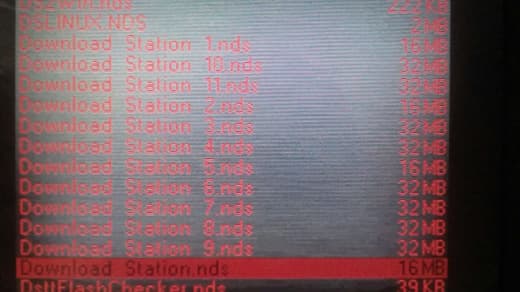 DS2Win.nds 222KB
DSLINUX.NDS 2MB
Download Station 1.nds 16MB
Download Station 10.nds 32MB
Download Station 11.nds 32MB
Download Station 2.nds 16MB
Download Station 3.nds 32MB
Download Station 4.nds 32MB
Download Station 5.nds 16MB
Download Station 6.nds 32MB
Download Station 7.nds 32MB
Download Station 8.nds 32MB
Download Station 9.nds 32MB
Download Station.nds 16MB
DsttFlashChecker.nds 39KB